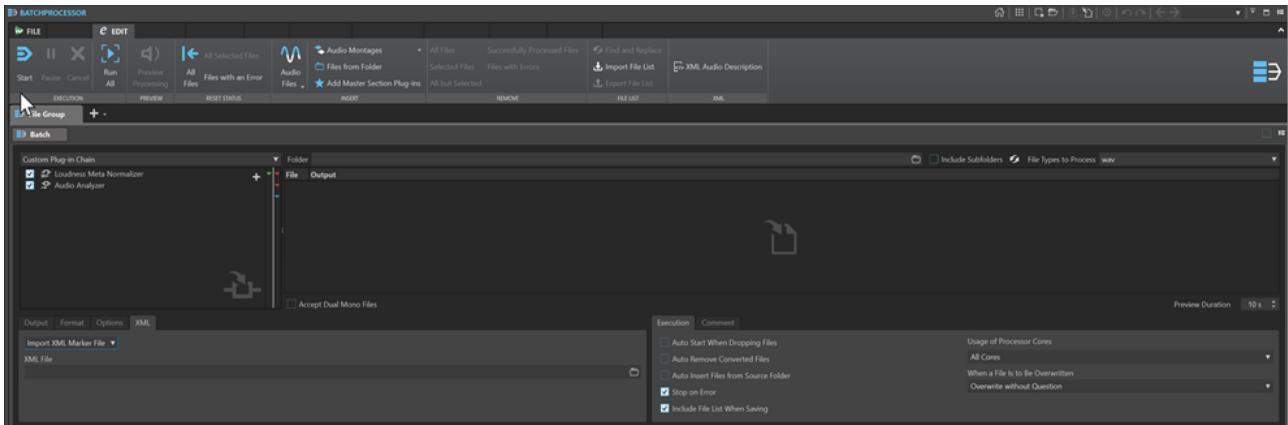 BATCHPROCESSOR
FILE
EDIT
Start
Pause
Cancel
Run All
Preview Processing
All Files
All Selected Files
Files with an Error
Audio Files
Audio Montages
Files from Folder
Add Master Section Plug-ins
All Files
Selected Files
All but Selected
Successfully Processed Files
Files with Errors
Find and Replace
Import File List
Export File List
XML Audio Description
EXECUTION
PREVIEW
RESET STATUS
INSERT
REMOVE
FILE LIST
XML
File Group
Batch
Custom Plug-in Chain
Folder
Include Subfolders
File Types to Process wav
Loudness Meta Normalizer
Audio Analyzer
File Output
Accept Dual Mono Files
Preview Duration 10 s
Output Format Options XML
Import XML Marker File
XML File
Execution Comment
Auto Start When Dropping Files
Auto Remove Converted Files
Auto Insert Files from Source Folder
Stop on Error
Include File List When Saving
Usage of Processor Cores
All Cores
When a File Is to Be Overwritten
Overwrite without Question